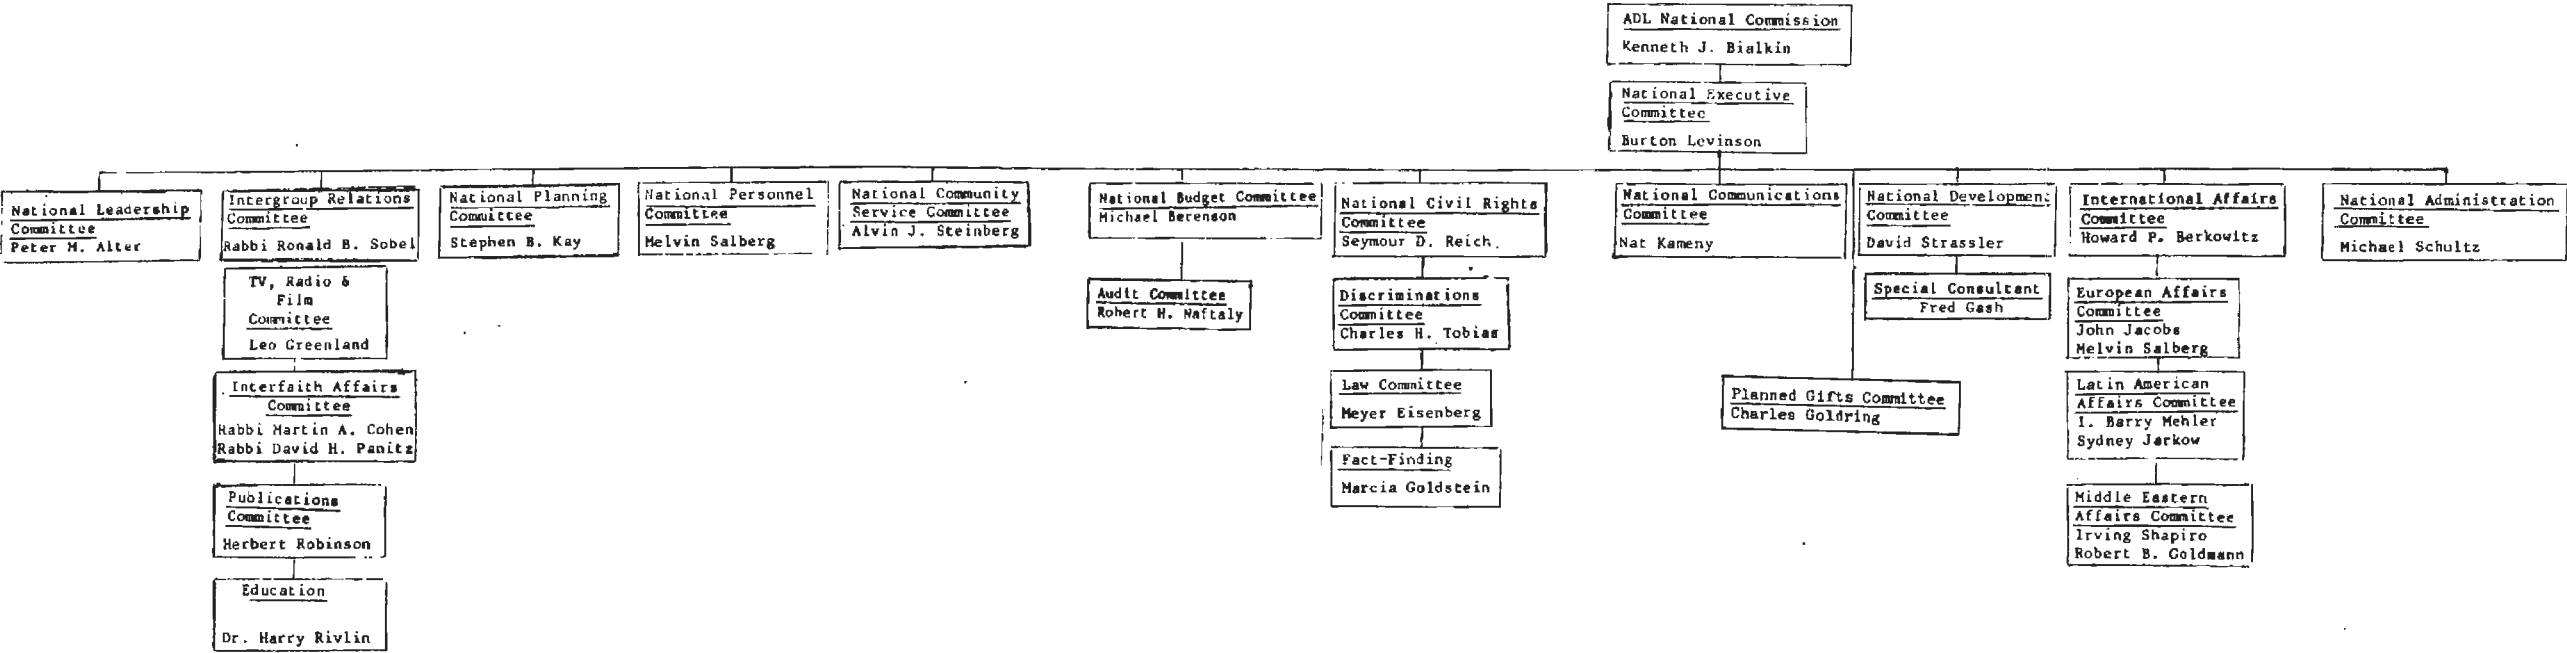 ADL National Commission
Kenneth J. Bialkin
National Executive
Committee
Burton Levinson
National Leadership
Committee
Peter M. Alter
Intergroup Relations
Committee
Rabbi Ronald B. Sobel
TV, Radio &
Film
Committee
Leo Greenland
Interfaith Affairs
Committee
Rabbi Martin A. Cohen
Rabbi David H. Panitz
Publications
Committee
Herbert Robinson
Education
Dr. Harry Rivlin
National Planning
Committee
Stephen B. Kay
National Personnel
Committee
Melvin Salberg
National Community
Service Committee
Alvin J. Steinberg
National Budget Committee
Michael Berenson
Audit Committee
Robert H. Naftaly
National Civil Rights
Committee
Seymour D. Reich
Discriminations
Committee
Charles H. Tobias
Law Committee
Meyer Eisenberg
Fact-Finding
Marcia Goldstein
National Communications
Committee
Nat Kameny
Planned Gifts Committee
Charles Goldring
National Development
Committee
David Strassler
Special Consultant
Fred Gash
International Affairs
Committee
Howard P. Berkowitz
European Affairs
Committee
John Jacobs
Melvin Salberg
Latin American
Affairs Committee
I. Barry Mehler
Sydney Jarkow
Middle Eastern
Affairs Committee
Irving Shapiro
Robert B. Goldmann
National Administration
Committee
Michael Schultz